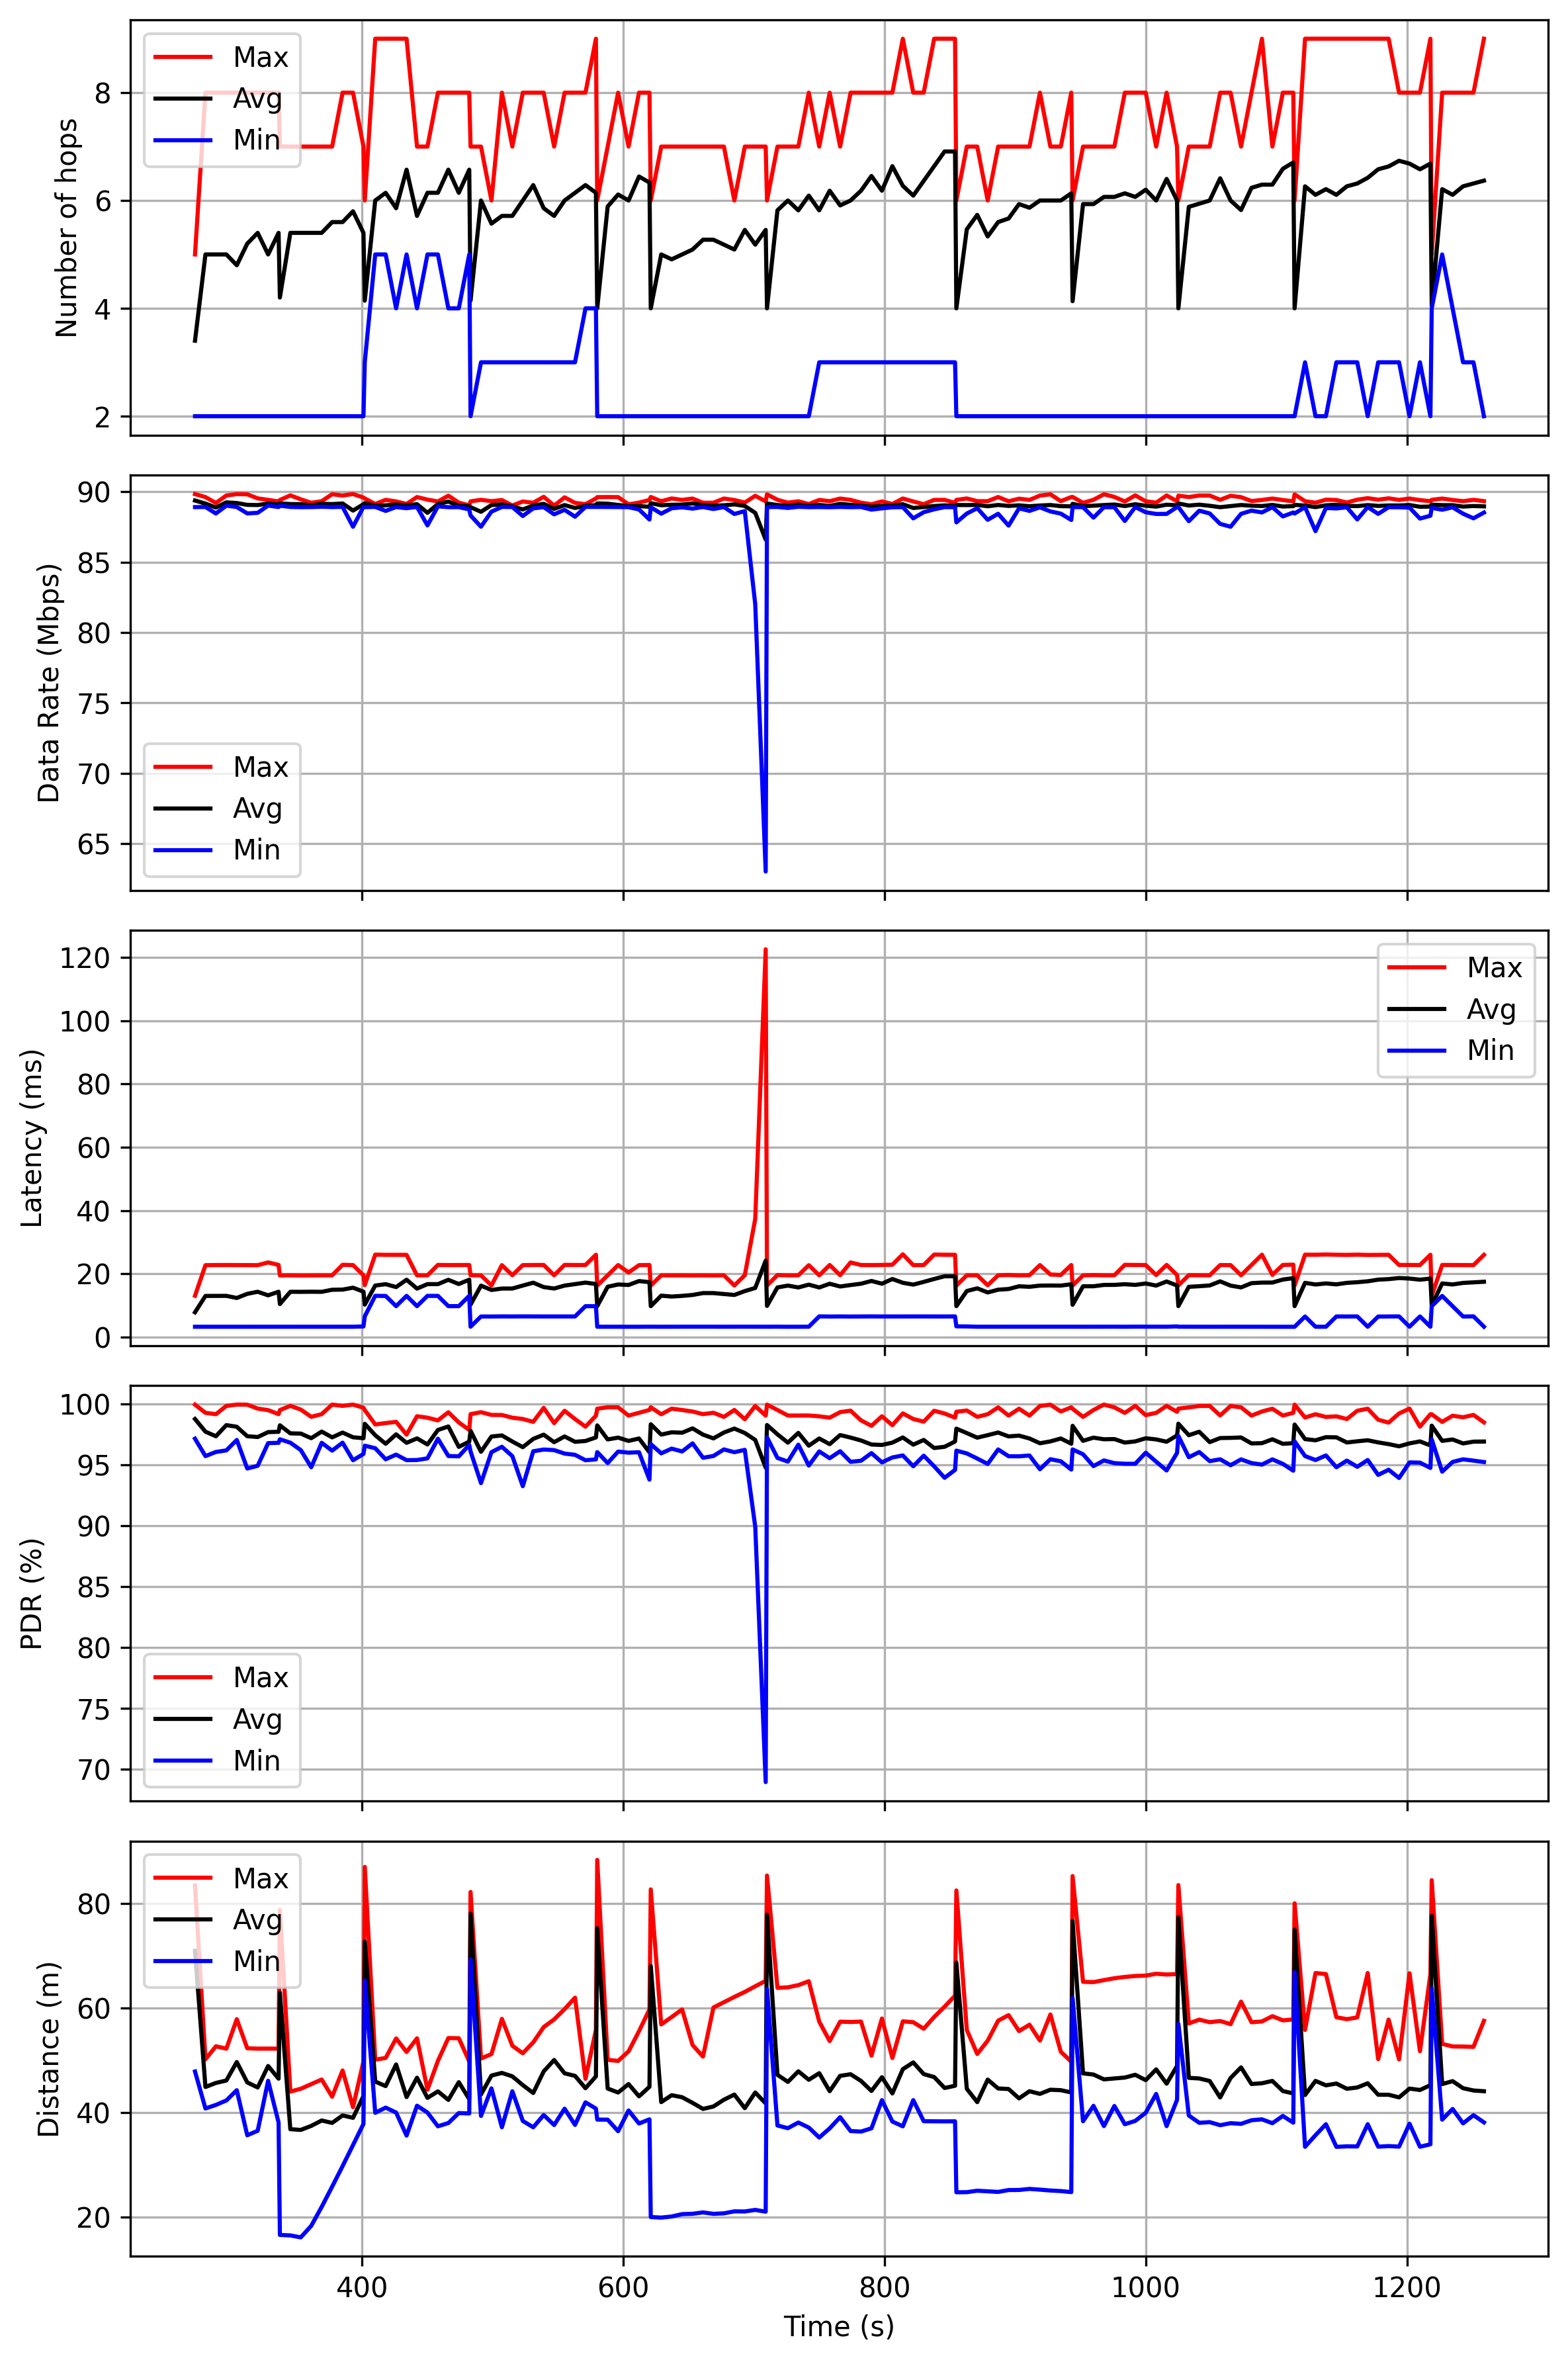 Number of hops
8
6
4
2
Max
Avg
Min
Data Rate (Mbps)
90
85
80
75
70
65
Max
Avg
Min
Latency (ms)
120
100
80
60
40
20
0
Max
Avg
Min
PDR (%)
100
95
90
85
80
75
70
Max
Avg
Min
Distance (m)
80
60
40
20
Max
Avg
Min
400 600 800 1000 1200
Time (s)